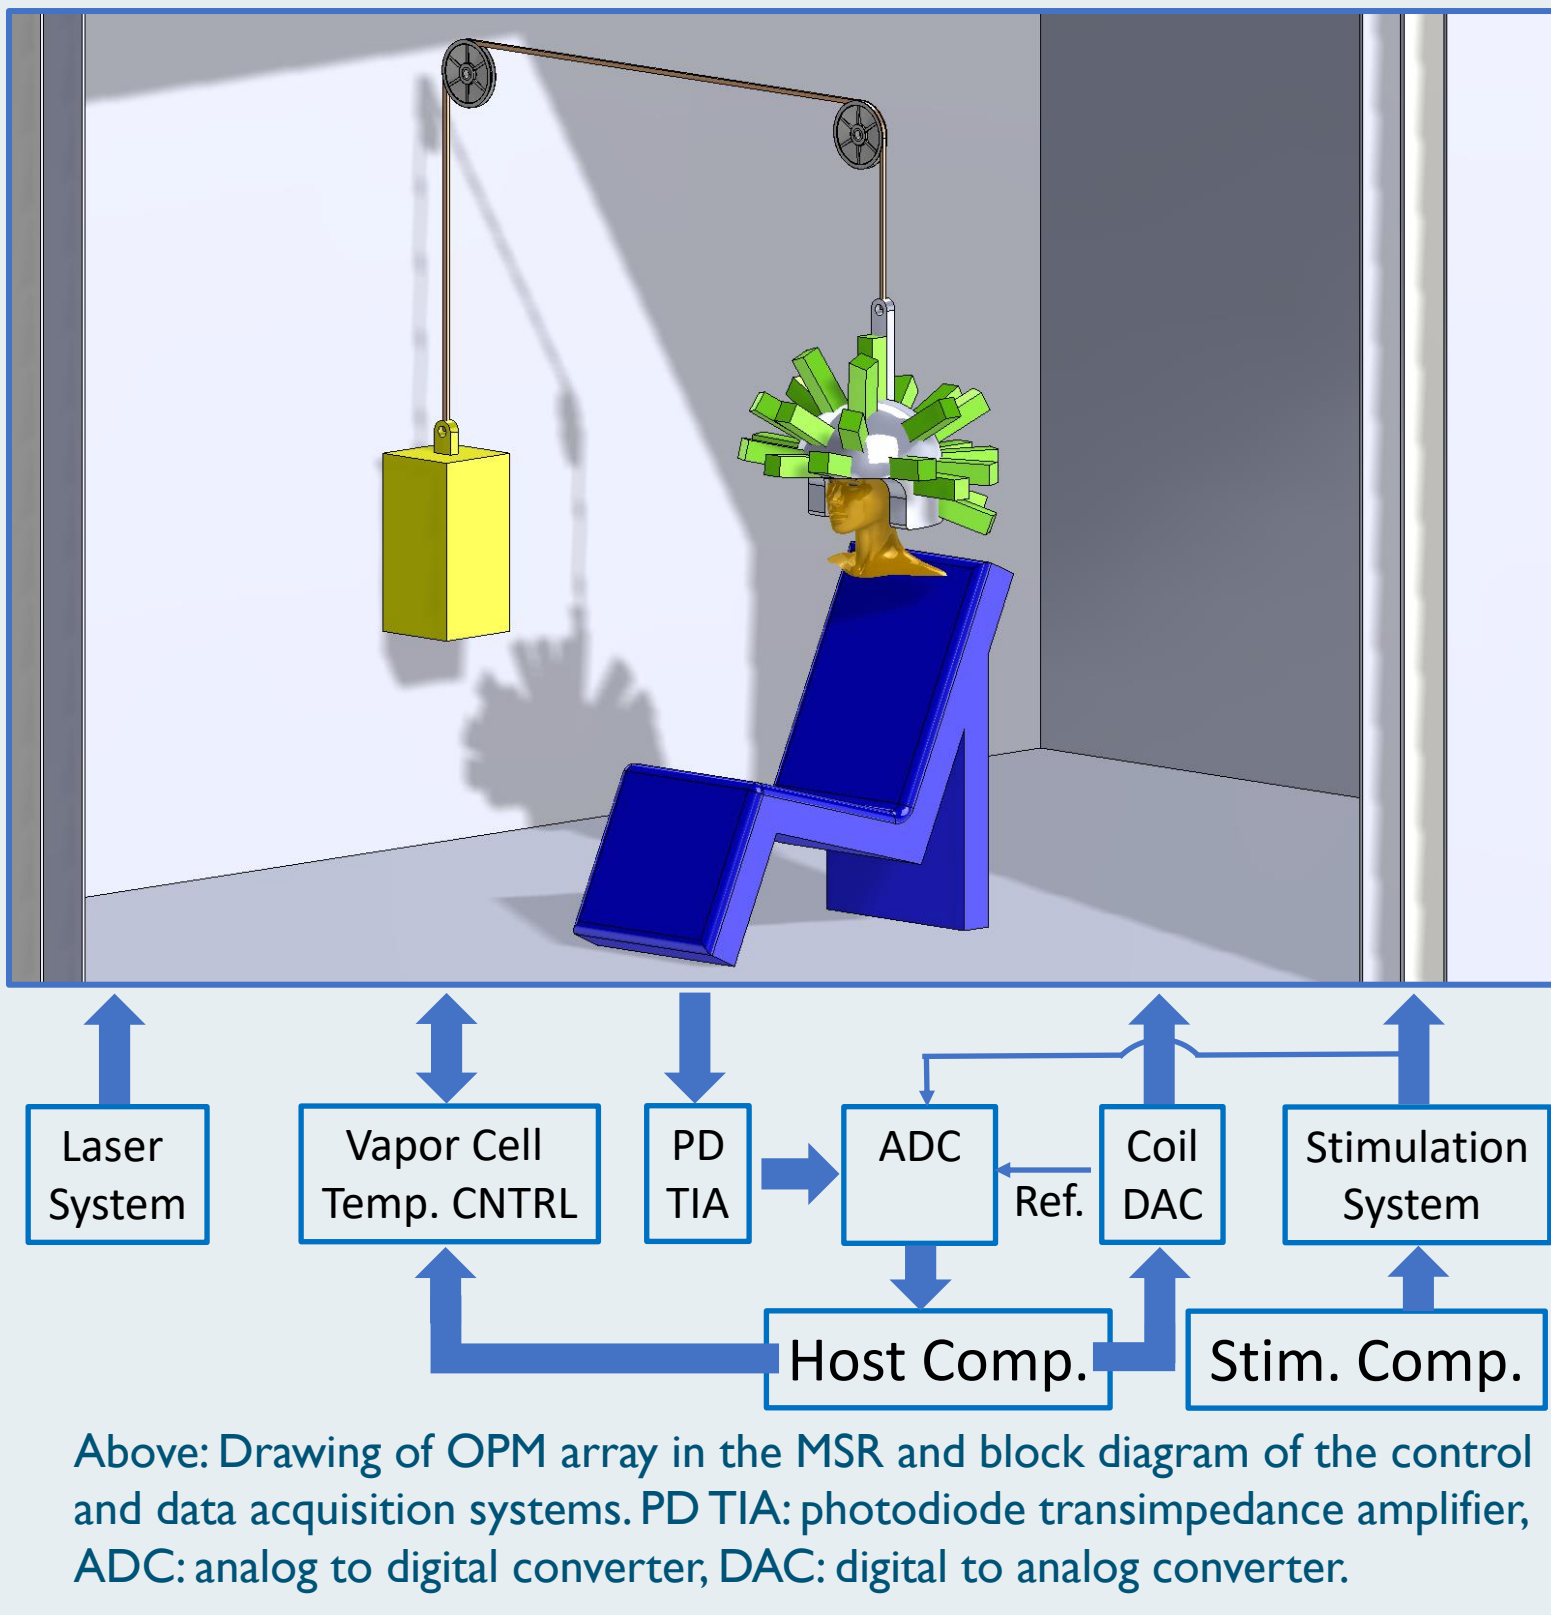 Laser
System
Vapor Cell
Temp. CNTRL
PD
TIA
ADC
Ref.
Coil
DAC
Stimulation
System
Host Comp.
Stim. Comp.
Above: Drawing of OPM array in the MSR and block diagram of the control
and data acquisition systems. PD TIA: photodiode transimpedance amplifier,
ADC: analog to digital converter, DAC: digital to analog converter.